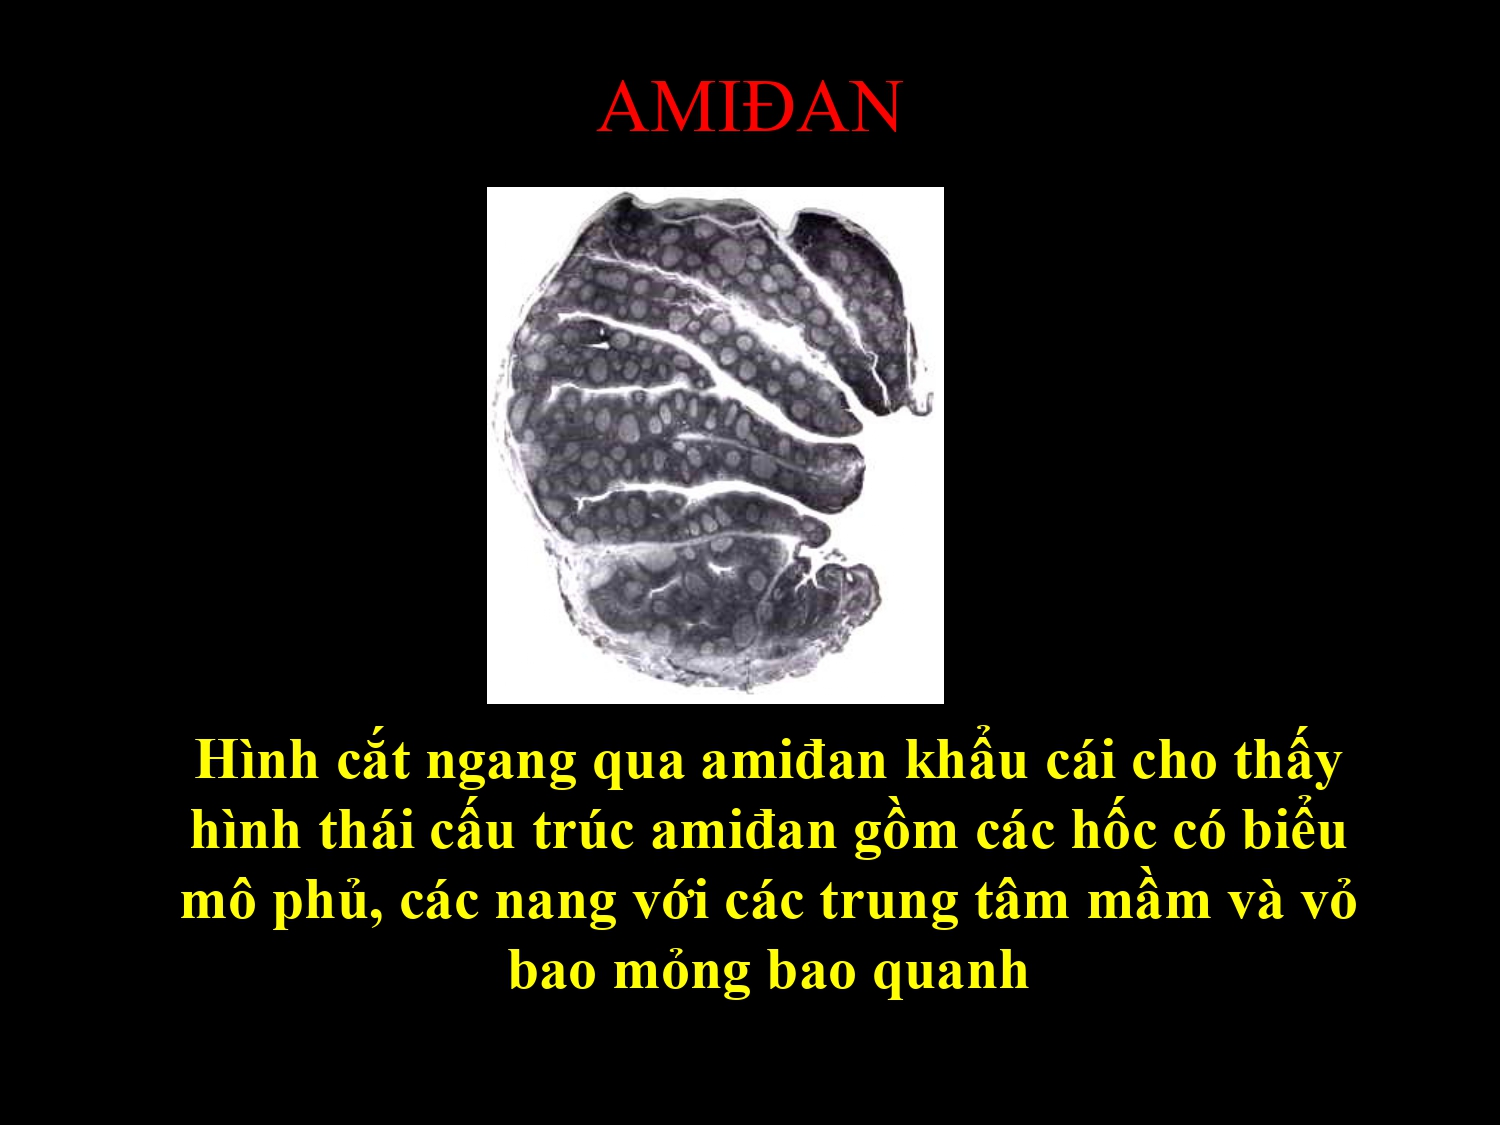 AMIĐAN
Hình cắt ngang qua amiđan khẩu cái cho thấy
hình thái cấu trúc amiđan gồm các hốc có biểu
mô phủ, các nang với các trung tâm mầm và vỏ
bao mỏng bao quanh